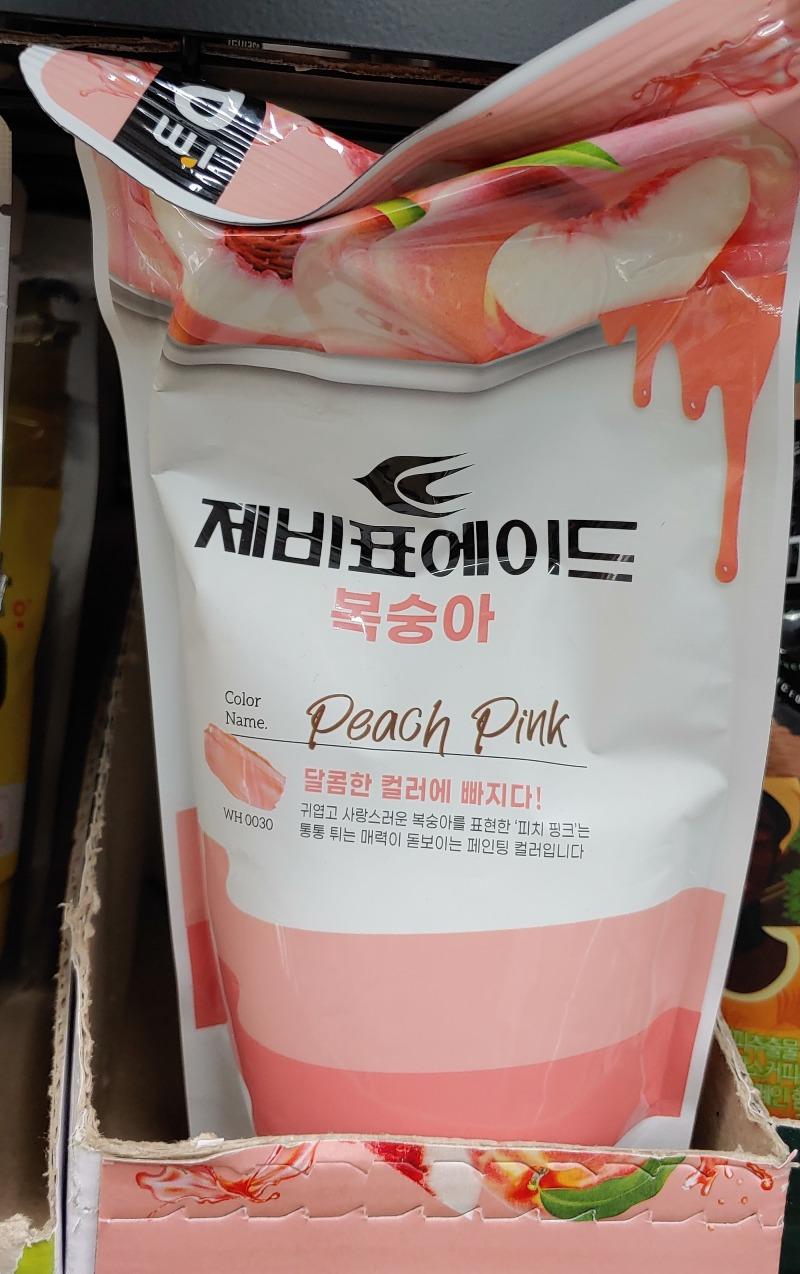 제비표에이드
복숭아
Color
Name.
Peach Pink
달콤한 컬러에 빠지다!
WH 0030
귀엽고 사랑스러운 복숭아를 표현한 '피치 핑크'는
통통 튀는 매력이 돋보이는 페인팅 컬러입니다